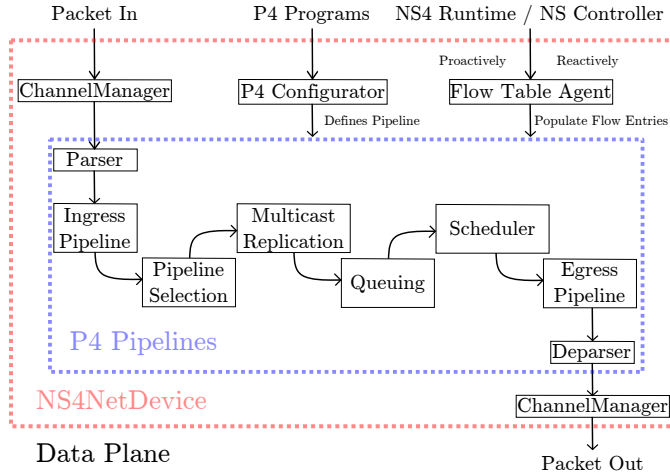 Packet In
P4 Programs
NS4 Runtime / NS Controller
Proactively
Reactively
ChannelManager
P4 Configurator
Flow Table Agent
Defines Pipeline
Populate Flow Entries
Parser
Ingress
Pipeline
Multicast
Replication
Scheduler
Pipeline
Selection
Queuing
Egress
Pipeline
P4 Pipelines
Deparser
NS4NetDevice
ChannelManager
Data Plane
Packet Out